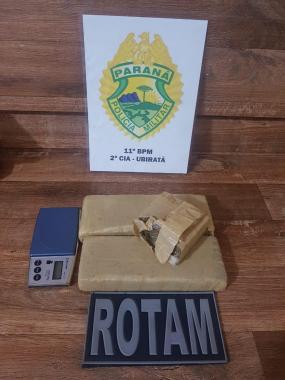 PARANÁ
POLÍCIA MILITAR
11º BPM
2ª CIA - UBIRATÃ
ROTAM